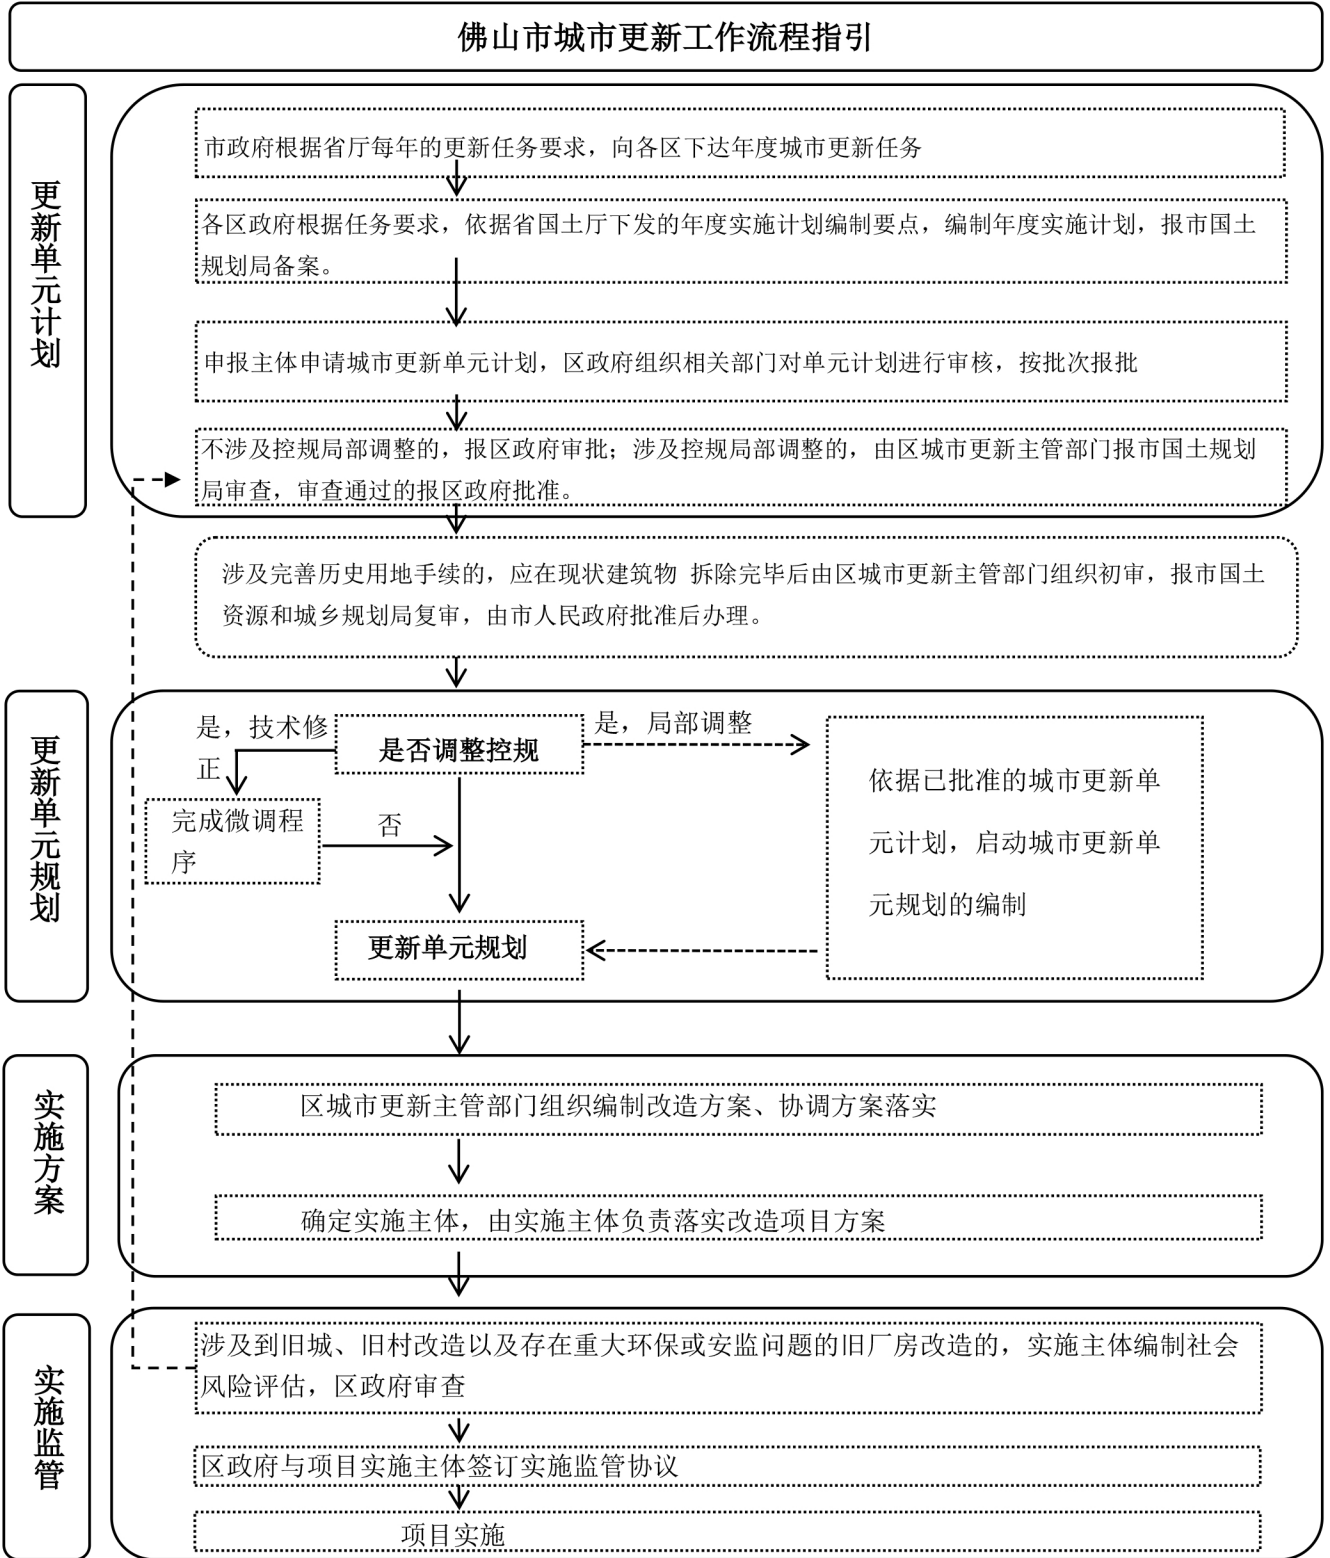 佛山市城市更新工作流程指引
更新单元计划
市政府根据省厅每年的更新任务要求，向各区下达年度城市更新任务
各区政府根据任务要求，依据省国土厅下发的年度实施计划编制要点，编制年度实施计划，报市国土
规划局备案。
申报主体申请城市更新单元计划，区政府组织相关部门对单元计划进行审核，按批次报批
不涉及控规局部调整的，报区政府审批；涉及控规局部调整的，由区城市更新主管部门报市国土规划
局审查，审查通过的报区政府批准。
涉及完善历史用地手续的，应在现状建筑物 拆除完毕后由区城市更新主管部门组织初审，报市国土
资源和城乡规划局复审，由市人民政府批准后办理。
更新单元规划
是，技术修
正
是否调整控规
是，局部调整
完成微调程
序
否
依据已批准的城市更新单
元计划，启动城市更新单
元规划的编制
更新单元规划
实施方案
区城市更新主管部门组织编制改造方案、协调方案落实
确定实施主体，由实施主体负责落实改造项目方案
实施监管
涉及到旧城、旧村改造以及存在重大环保或安监问题的旧厂房改造的，实施主体编制社会
风险评估，区政府审查
区政府与项目实施主体签订实施监管协议
项目实施